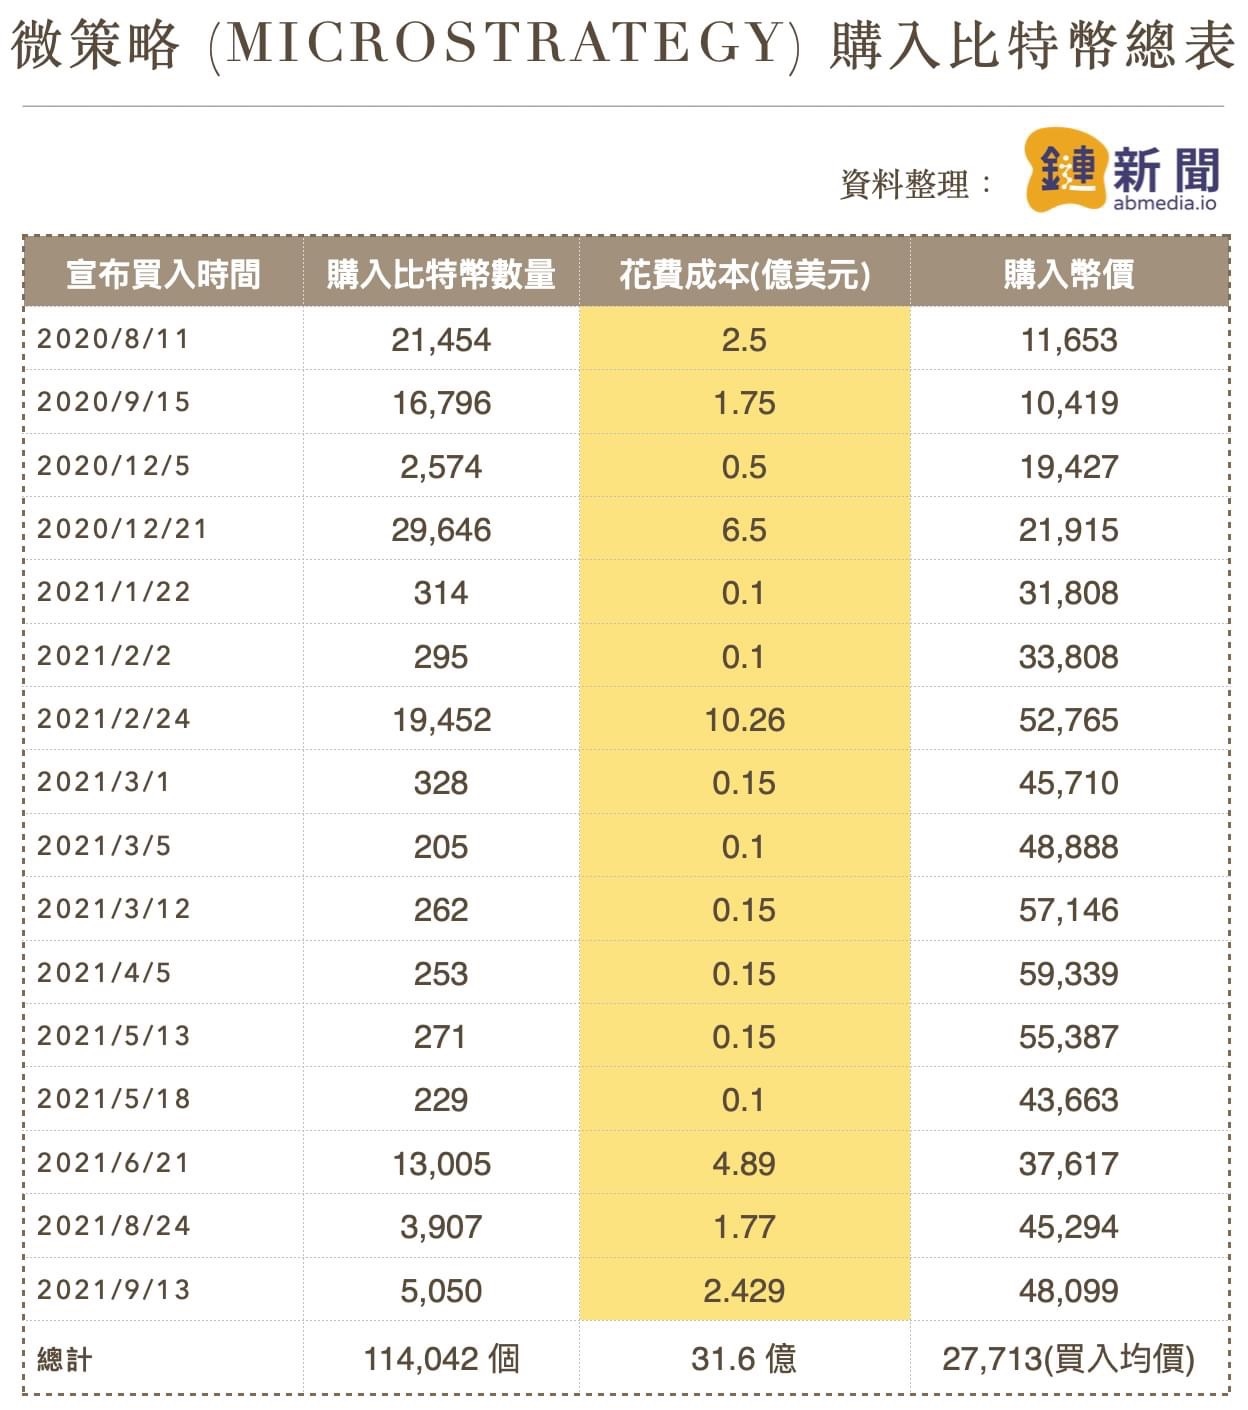 微策略 (MICROSTRATEGY) 購入比特幣總表
資料整理： 鏈新聞
abmedia.io
宣布買入時間 購入比特幣數量 花費成本(億美元) 購入幣價
2020/8/11 21,454 2.5 11,653
2020/9/15 16,796 1.75 10,419
2020/12/5 2,574 0.5 19,427
2020/12/21 29,646 6.5 21,915
2021/1/22 314 0.1 31,808
2021/2/2 295 0.1 33,808
2021/2/24 19,452 10.26 52,765
2021/3/1 328 0.15 45,710
2021/3/5 205 0.1 48,888
2021/3/12 262 0.15 57,146
2021/4/5 253 0.15 59,339
2021/5/13 271 0.15 55,387
2021/5/18 229 0.1 43,663
2021/6/21 13,005 4.89 37,617
2021/8/24 3,907 1.77 45,294
2021/9/13 5,050 2.429 48,099
總計 114,042 個 31.6 億 27,713(買入均價)